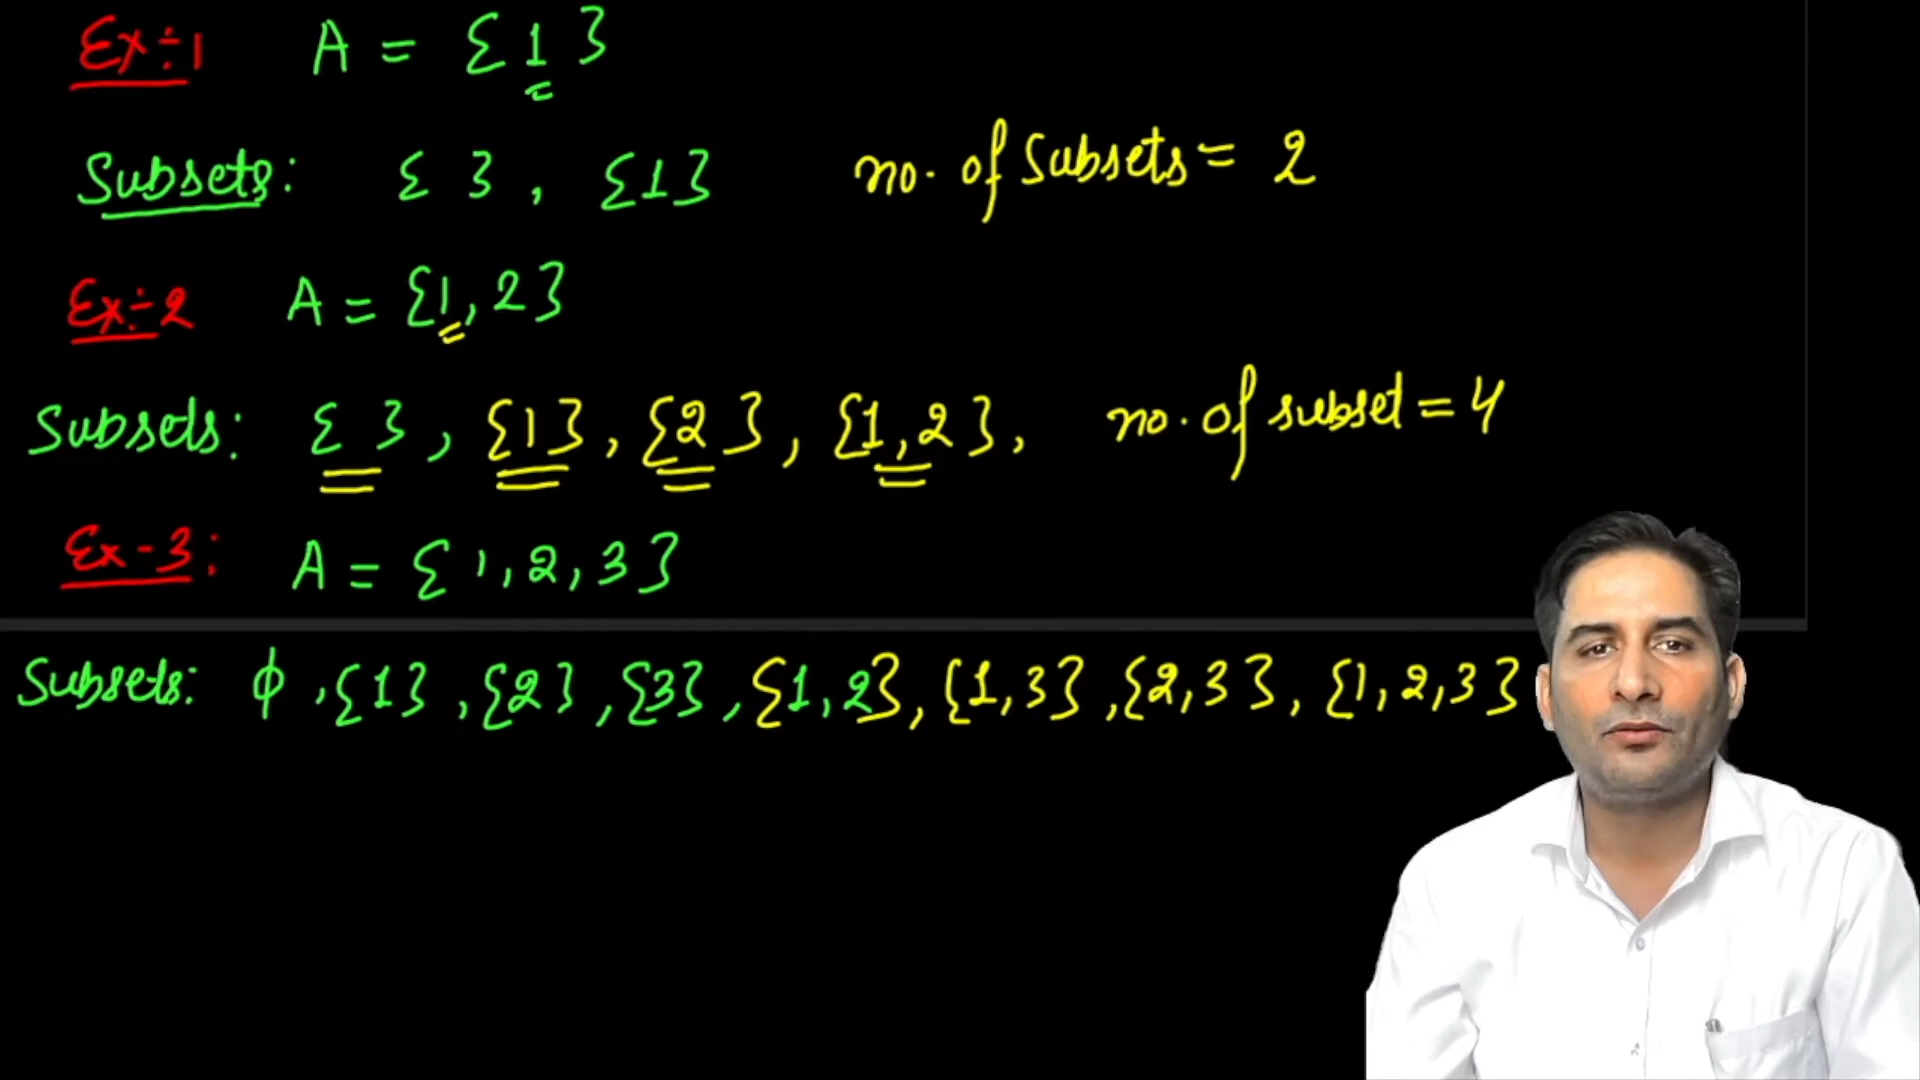 Ex÷1 A = {1}
Subsets: { }, {1} no. of Subsets = 2
Ex÷2 A = {1,2}
Subsets: { }, {1}, {2}, {1,2}, no. of subset = 4
Ex-3: A = {1,2,3}
Subsets: ϕ, {1}, {2}, {3}, {1,2}, {1,3}, {2,3}, {1,2,3}